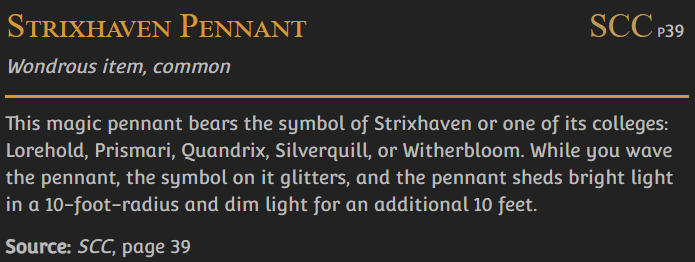 Strixhaven Pennant SCC P39
Wondrous item, common
This magic pennant bears the symbol of Strixhaven or one of its colleges:
Lorehold, Prismari, Quandrix, Silverquill, or Witherbloom. While you wave
the pennant, the symbol on it glitters, and the pennant sheds bright light
in a 10-foot-radius and dim light for an additional 10 feet.
Source: SCC, page 39